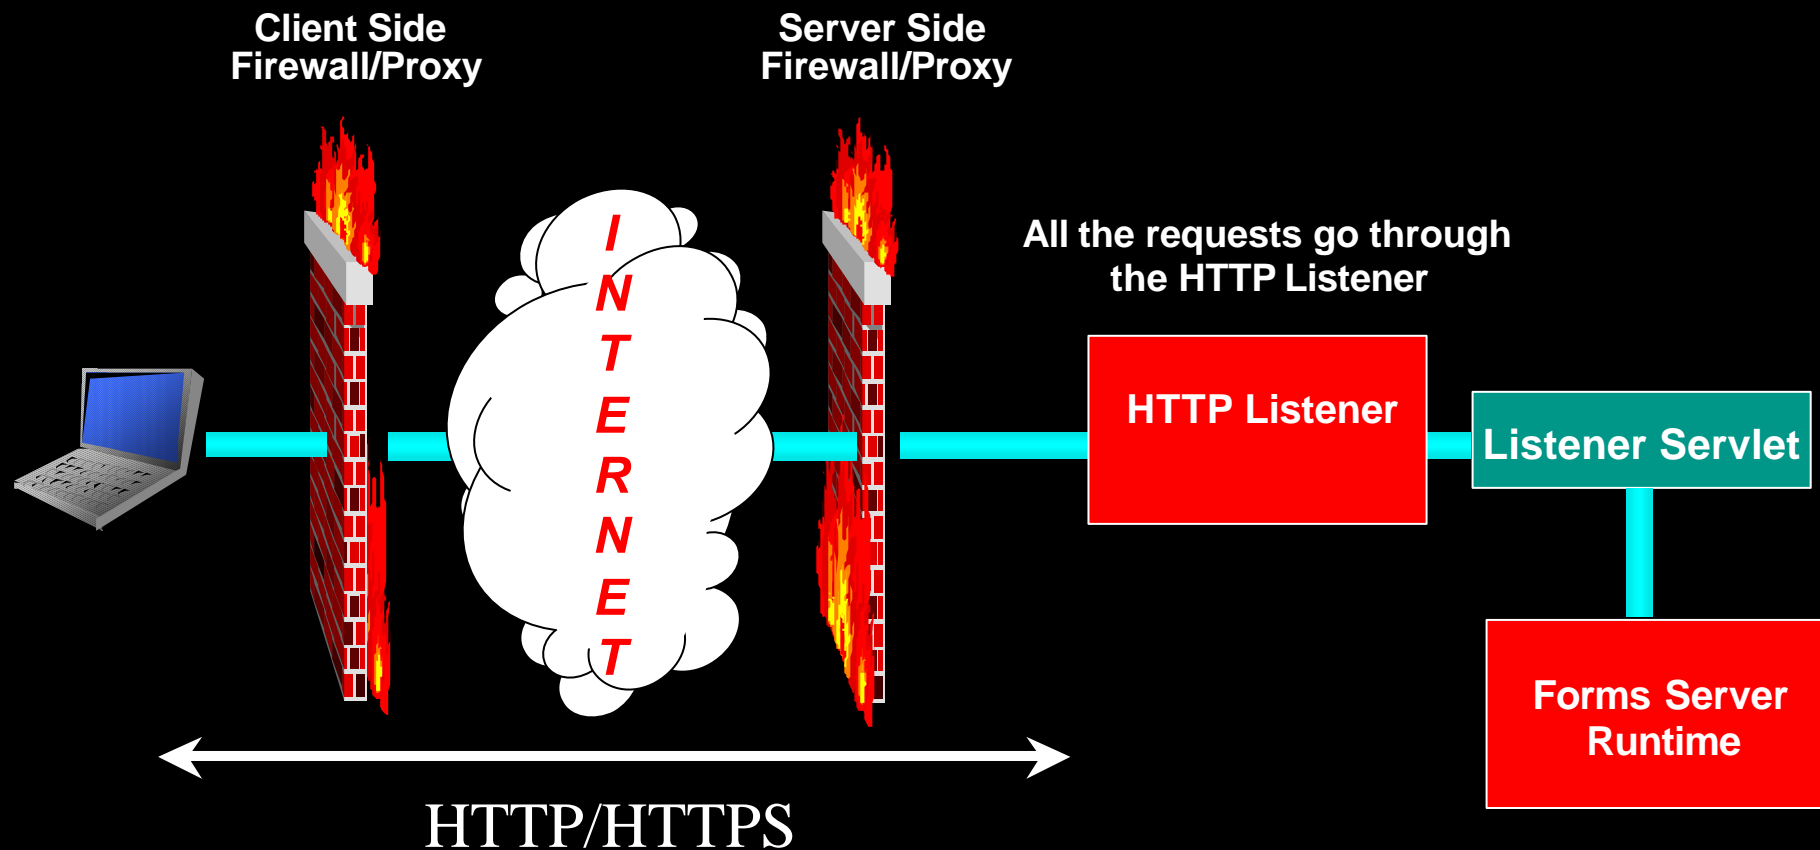 Client Side
Firewall/Proxy
Server Side
Firewall/Proxy
INTERNET
All the requests go through
the HTTP Listener
HTTP Listener
Listener Servlet
Forms Server
Runtime
HTTP/HTTPS